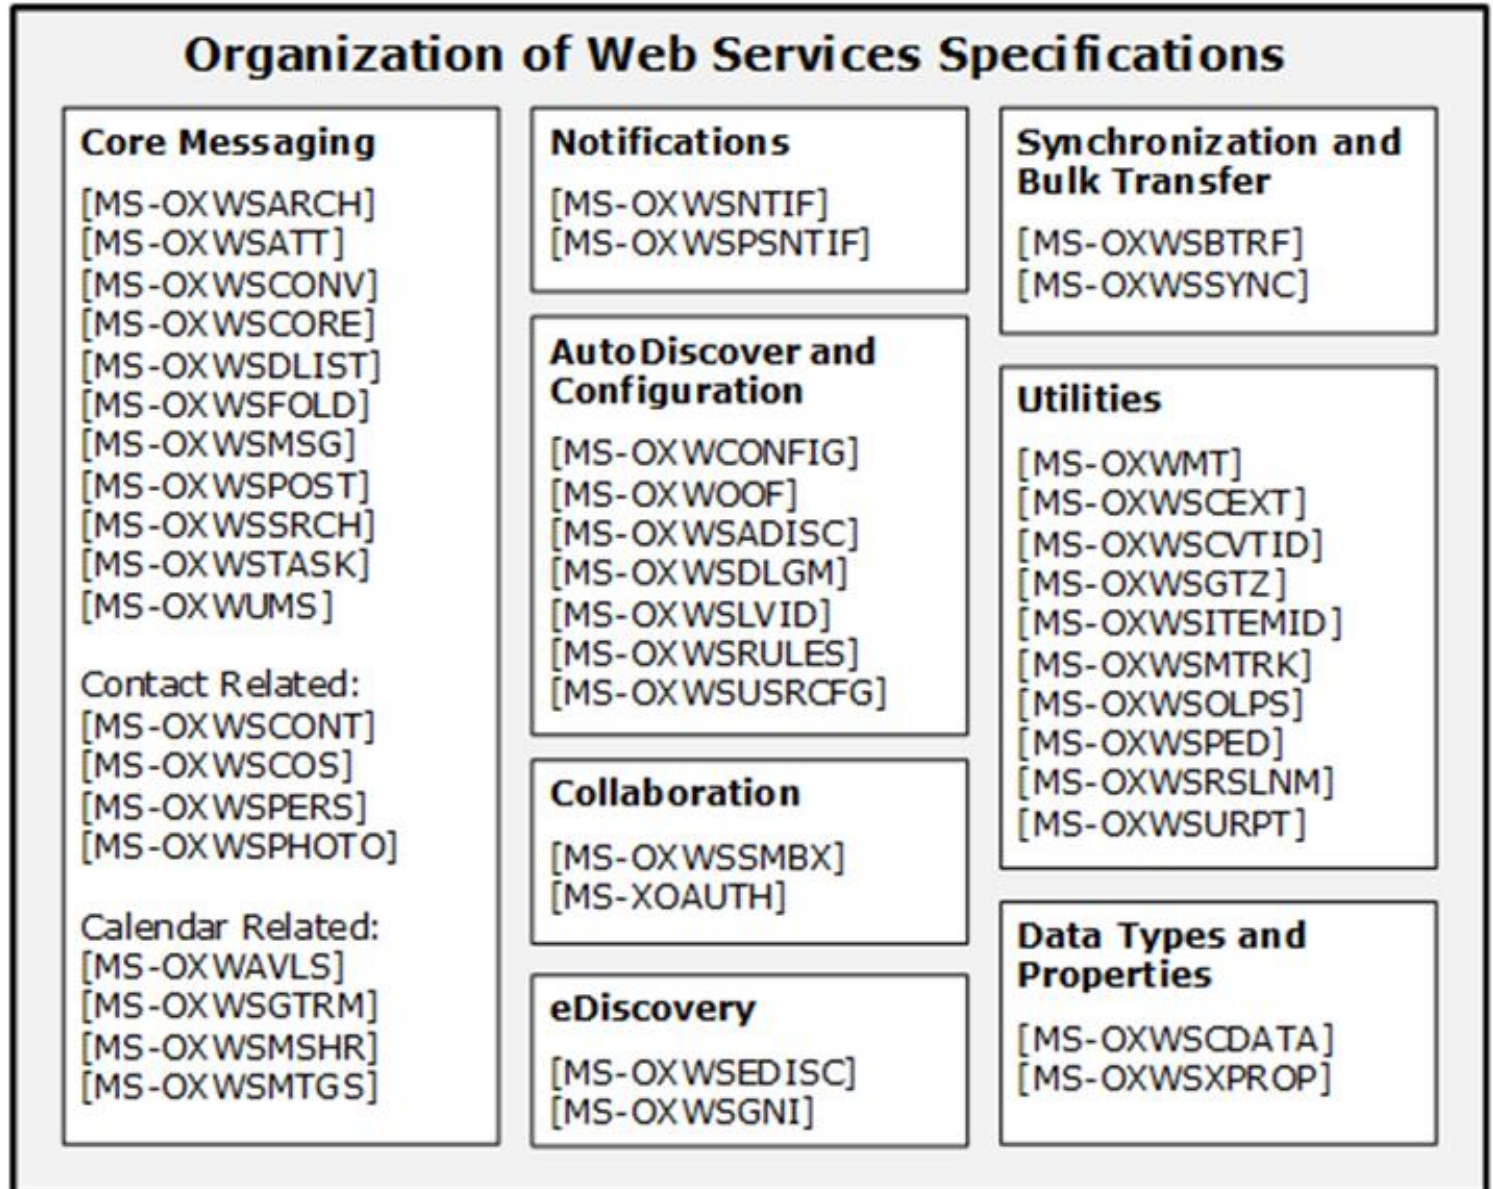 Organization of Web Services Specifications
Core Messaging
[MS-OXWSARCH]
[MS-OXWSATT]
[MS-OXWSCONV]
[MS-OXWSCORE]
[MS-OXWSDLIST]
[MS-OXWSFOLD]
[MS-OXWSMSG]
[MS-OXWSPOST]
[MS-OXWSSRCH]
[MS-OXWSTASK]
[MS-OXWUMS]
Contact Related:
[MS-OXWSCONT]
[MS-OXWSCOS]
[MS-OXWSPERS]
[MS-OXWSPHOTO]
Calendar Related:
[MS-OXWAVLS]
[MS-OXWSGTRM]
[MS-OXWSMSHR]
[MS-OXWSMTGS]
Notifications
[MS-OXWSNTIF]
[MS-OXWSPSNTIF]
AutoDiscover and
Configuration
[MS-OXWCONFIG]
[MS-OXWOOF]
[MS-OXWSADISC]
[MS-OXWSDLGM]
[MS-OXWSLVID]
[MS-OXWSRULES]
[MS-OXWSUSRCFG]
Collaboration
[MS-OXWSSMBX]
[MS-XOAUTH]
eDiscovery
[MS-OXWSEDISC]
[MS-OXWSGNI]
Synchronization and
Bulk Transfer
[MS-OXWSBTRF]
[MS-OXWSSYNC]
Utilities
[MS-OXWMT]
[MS-OXWSCEXT]
[MS-OXWSCVTID]
[MS-OXWSGTZ]
[MS-OXWSITEMID]
[MS-OXWSMTRK]
[MS-OXWSOLPS]
[MS-OXWSPED]
[MS-OXWSRSLNM]
[MS-OXWSURPT]
Data Types and
Properties
[MS-OXWSCDATA]
[MS-OXWSXPROP]